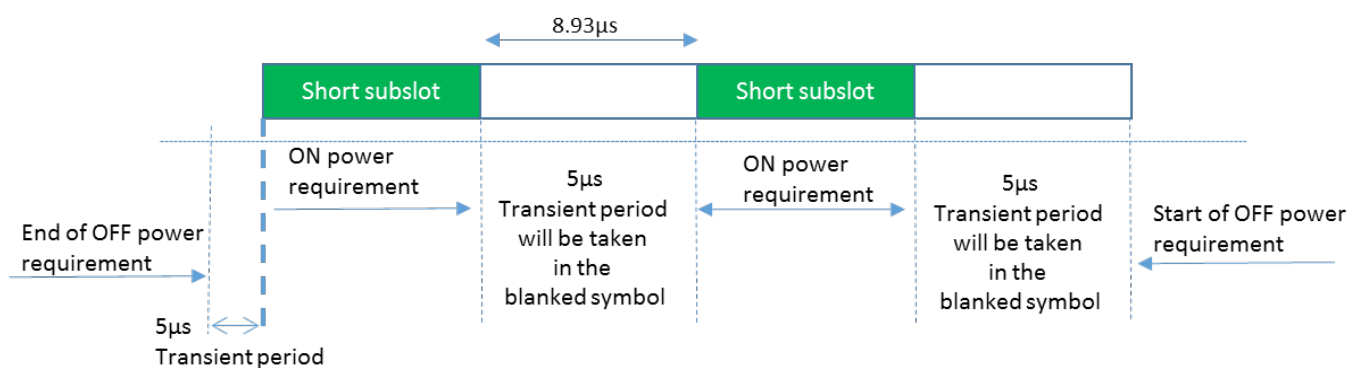 8.93µs
Short subslot
Short subslot
ON power
requirement
5µs
Transient period
will be taken
in the
blanked symbol
ON power
requirement
5µs
Transient period
will be taken
in the
blanked symbol
End of OFF power
requirement
Start of OFF power
requirement
5µs
Transient period